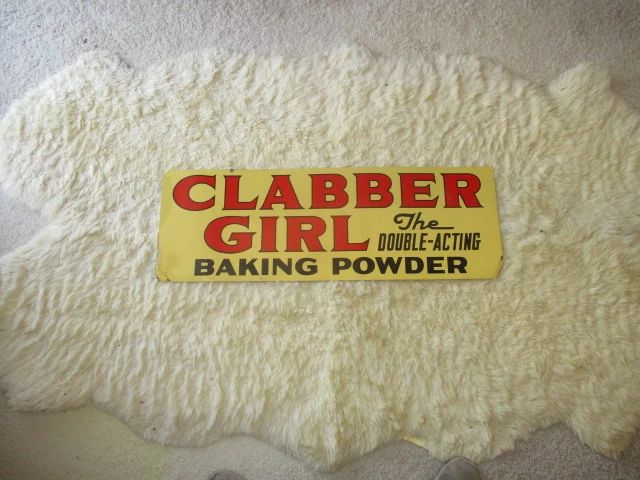 CLABBER
GIRL The
DOUBLE-ACTING
BAKING POWDER